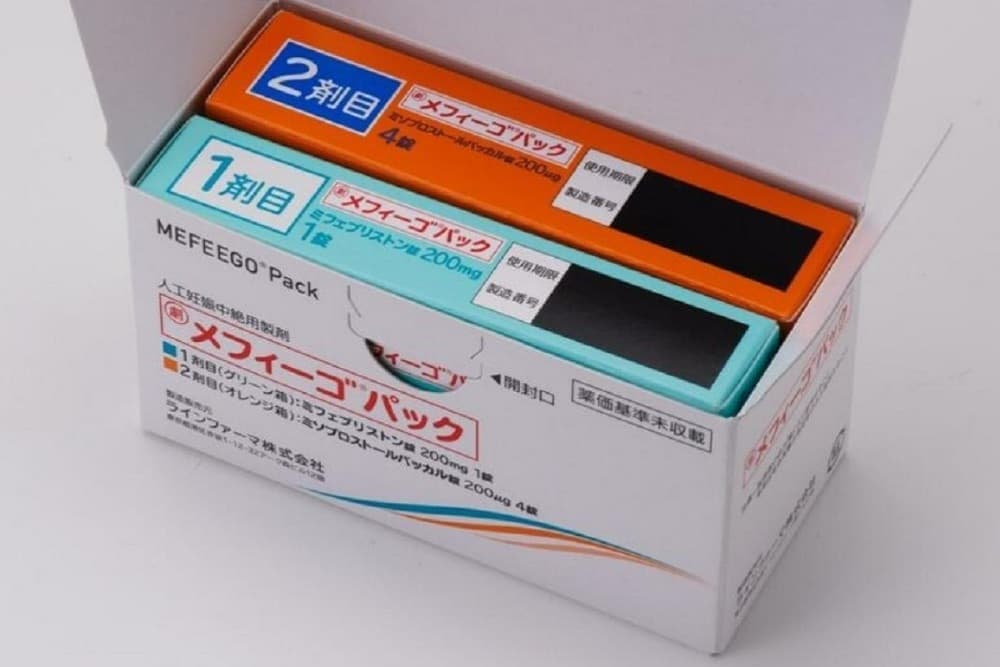 2剤目
劇 メフィーゴ®パック
ミソプロストールバッカル錠 200μg
4錠
使用期限
製造番号
1剤目
劇 メフィーゴ®パック
ミフェプリストン錠 200mg
1錠
使用期限
製造番号
MEFEEGO® Pack
人工妊娠中絶用製剤
劇 メフィーゴ®パック
1剤目(グリーン箱):ミフェプリストン錠 200mg 1錠
2剤目(オレンジ箱):ミソプロストールバッカル錠 200μg 4錠
◀開封口
薬価基準未収載
製造販売元
ラインファーマ株式会社
メフィーゴ®パック